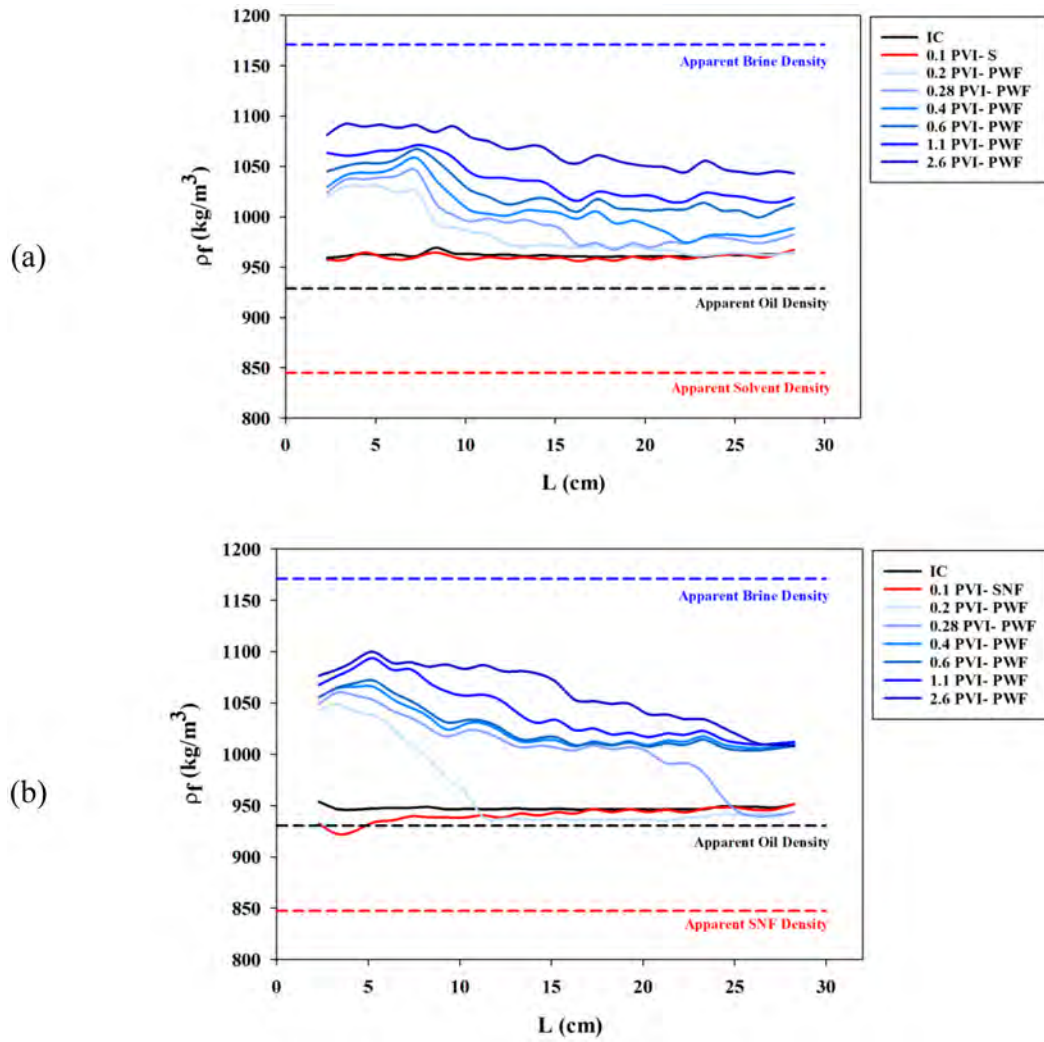 (a)
ρf (kg/m³)
1200
1150
1100
1050
1000
950
900
850
800
0 5 10 15 20 25 30
L (cm)
Apparent Brine Density
Apparent Oil Density
Apparent Solvent Density
IC
0.1 PVI- S
0.2 PVI- PWF
0.28 PVI- PWF
0.4 PVI- PWF
0.6 PVI- PWF
1.1 PVI- PWF
2.6 PVI- PWF
(b)
ρf (kg/m³)
1200
1150
1100
1050
1000
950
900
850
800
0 5 10 15 20 25 30
L (cm)
Apparent Brine Density
Apparent Oil Density
Apparent SNF Density
IC
0.1 PVI- SNF
0.2 PVI- PWF
0.28 PVI- PWF
0.4 PVI- PWF
0.6 PVI- PWF
1.1 PVI- PWF
2.6 PVI- PWF